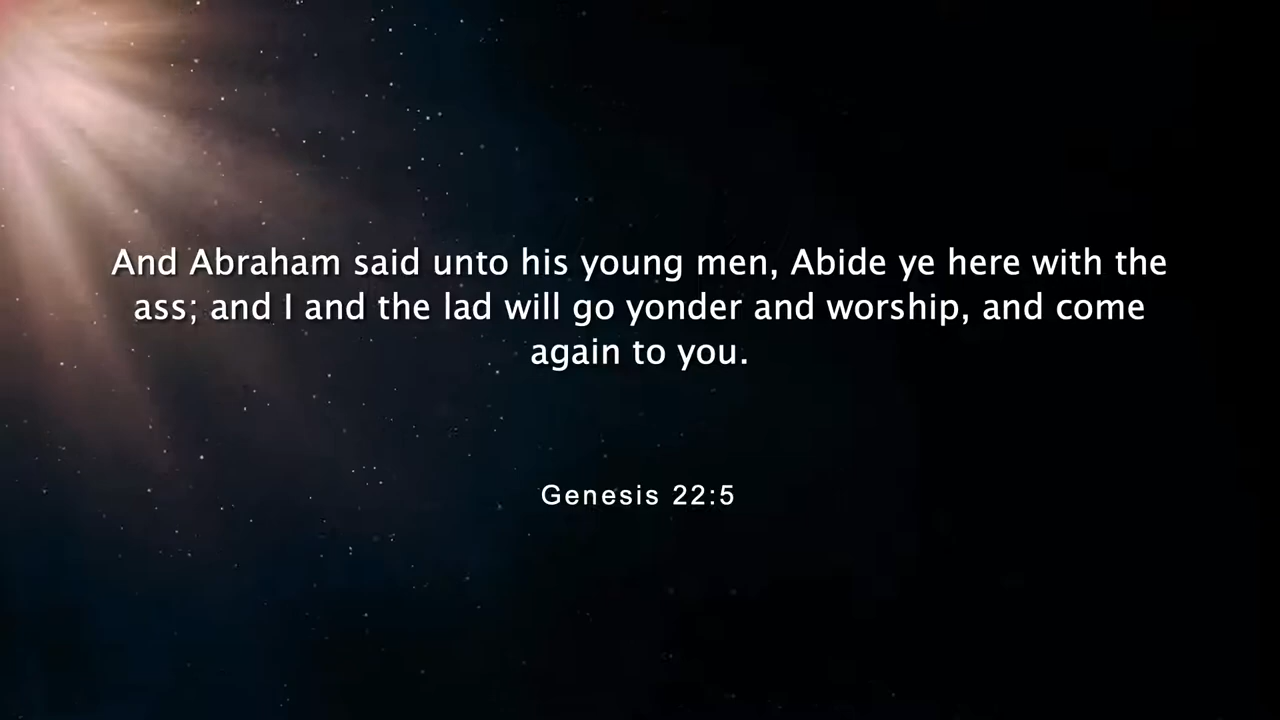 And Abraham said unto his young men, Abide ye here with the
ass; and I and the lad will go yonder and worship, and come
again to you.
Genesis 22:5